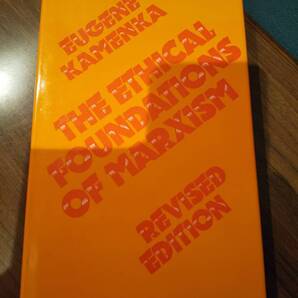 EUGENE
KAMENKA
THE ETHICAL
FOUNDATIONS
OF MARXISM
REVISED
EDITION